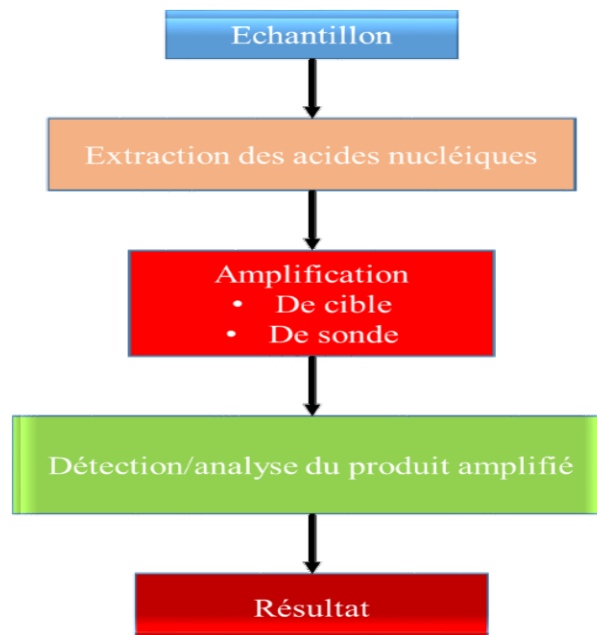 Echantillon
Extraction des acides nucléiques
Amplification
• De cible
• De sonde
Détection/analyse du produit amplifié
Résultat